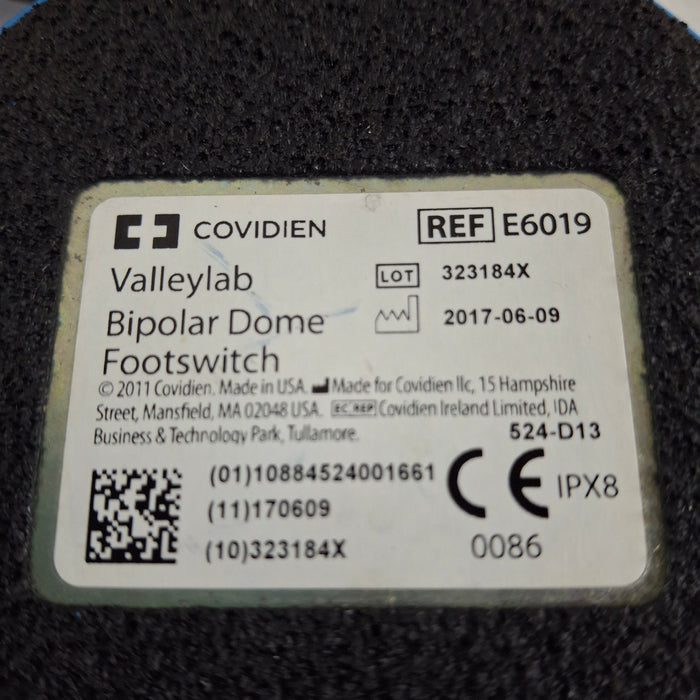 COVIDIEN
REF E6019
Valleylab
LOT 323184X
Bipolar Dome
2017-06-09
Footswitch
© 2011 Covidien. Made in USA. Made for Covidien llc, 15 Hampshire
Street, Mansfield, MA 02048 USA. EC REP Covidien Ireland Limited, IDA
Business & Technology Park, Tullamore.
524-D13
(01)10884524001661
(11)170609
(10)323184X
CE IPX8
0086